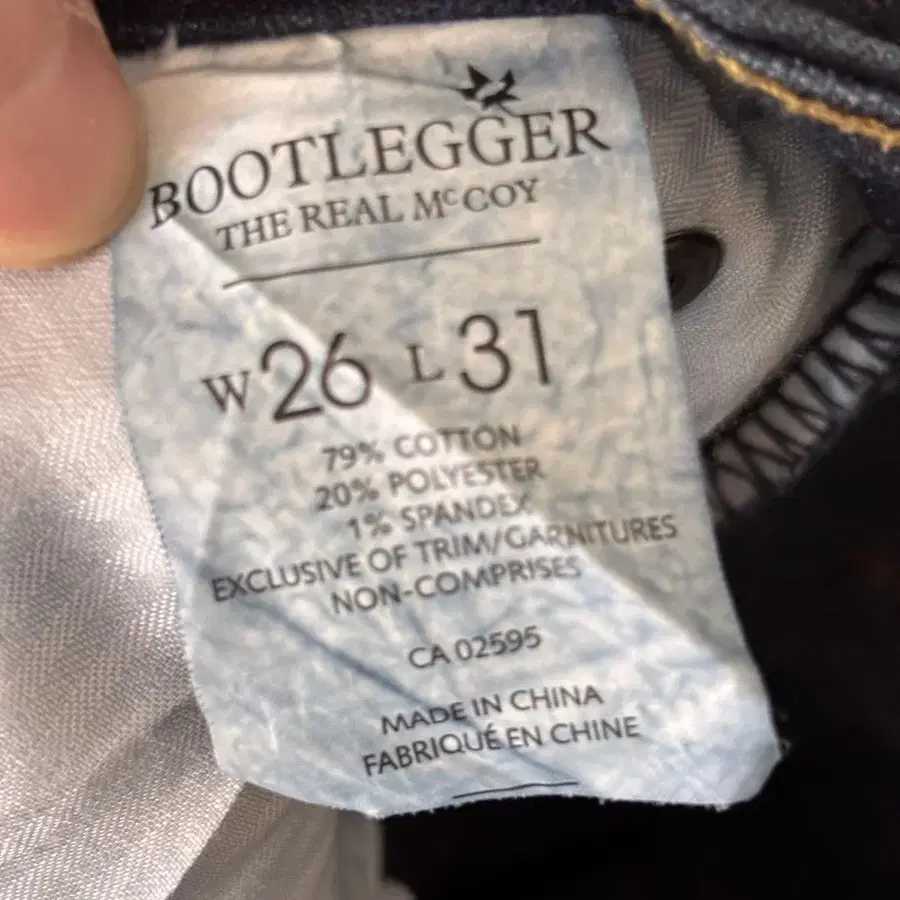 BOOTLEGGER
THE REAL McCOY
W26 L31
79% COTTON
20% POLYESTER
1% SPANDEX
EXCLUSIVE OF TRIM/GARNITURES
NON-COMPRISES
CA 02595
MADE IN CHINA
FABRIQUÉ EN CHINE